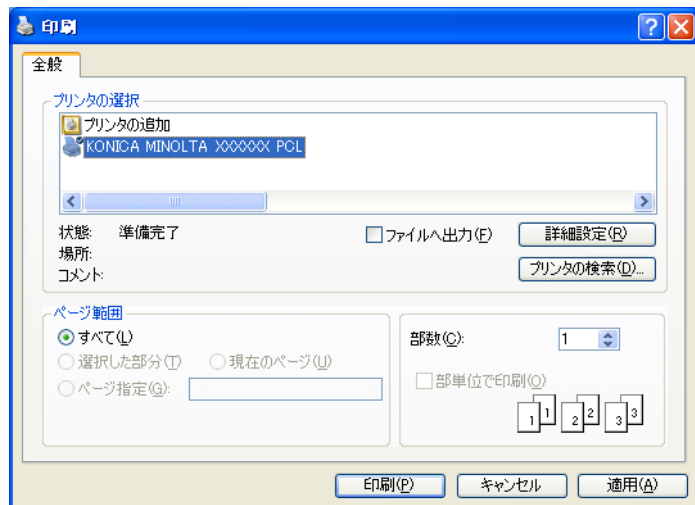 印刷
全般
プリンタの選択
プリンタの追加
KONICA MINOLTA XXXXXX PCL
状態: 準備完了
場所:
コメント:
ファイルへ出力(F)
詳細設定(R)
プリンタの検索(D)...
ページ範囲
すべて(L)
選択した部分(T) 現在のページ(U)
ページ指定(G):
部数(C): 1
部単位で印刷(O)
1 1 2 2 3 3
印刷(P) キャンセル 適用(A)